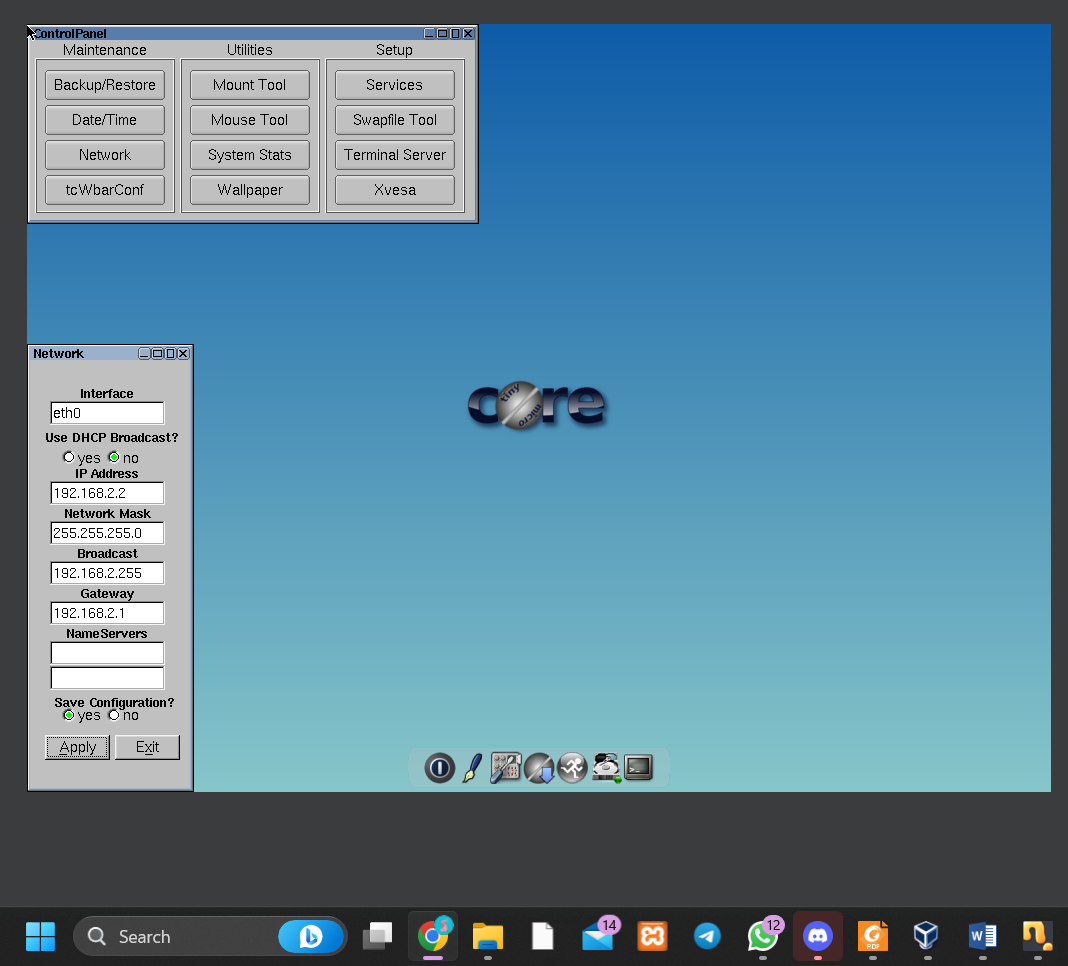 ControlPanel
Maintenance
Utilities
Setup
Backup/Restore
Mount Tool
Services
Date/Time
Mouse Tool
Swapfile Tool
Network
System Stats
Terminal Server
tcWbarConf
Wallpaper
Xvesa
Network
Interface
eth0
Use DHCP Broadcast?
yes no
IP Address
192.168.2.2
Network Mask
255.255.255.0
Broadcast
192.168.2.255
Gateway
192.168.2.1
NameServers
Save Configuration?
yes no
Apply Exit
core
tiny
micro
Search
14
12
PDF